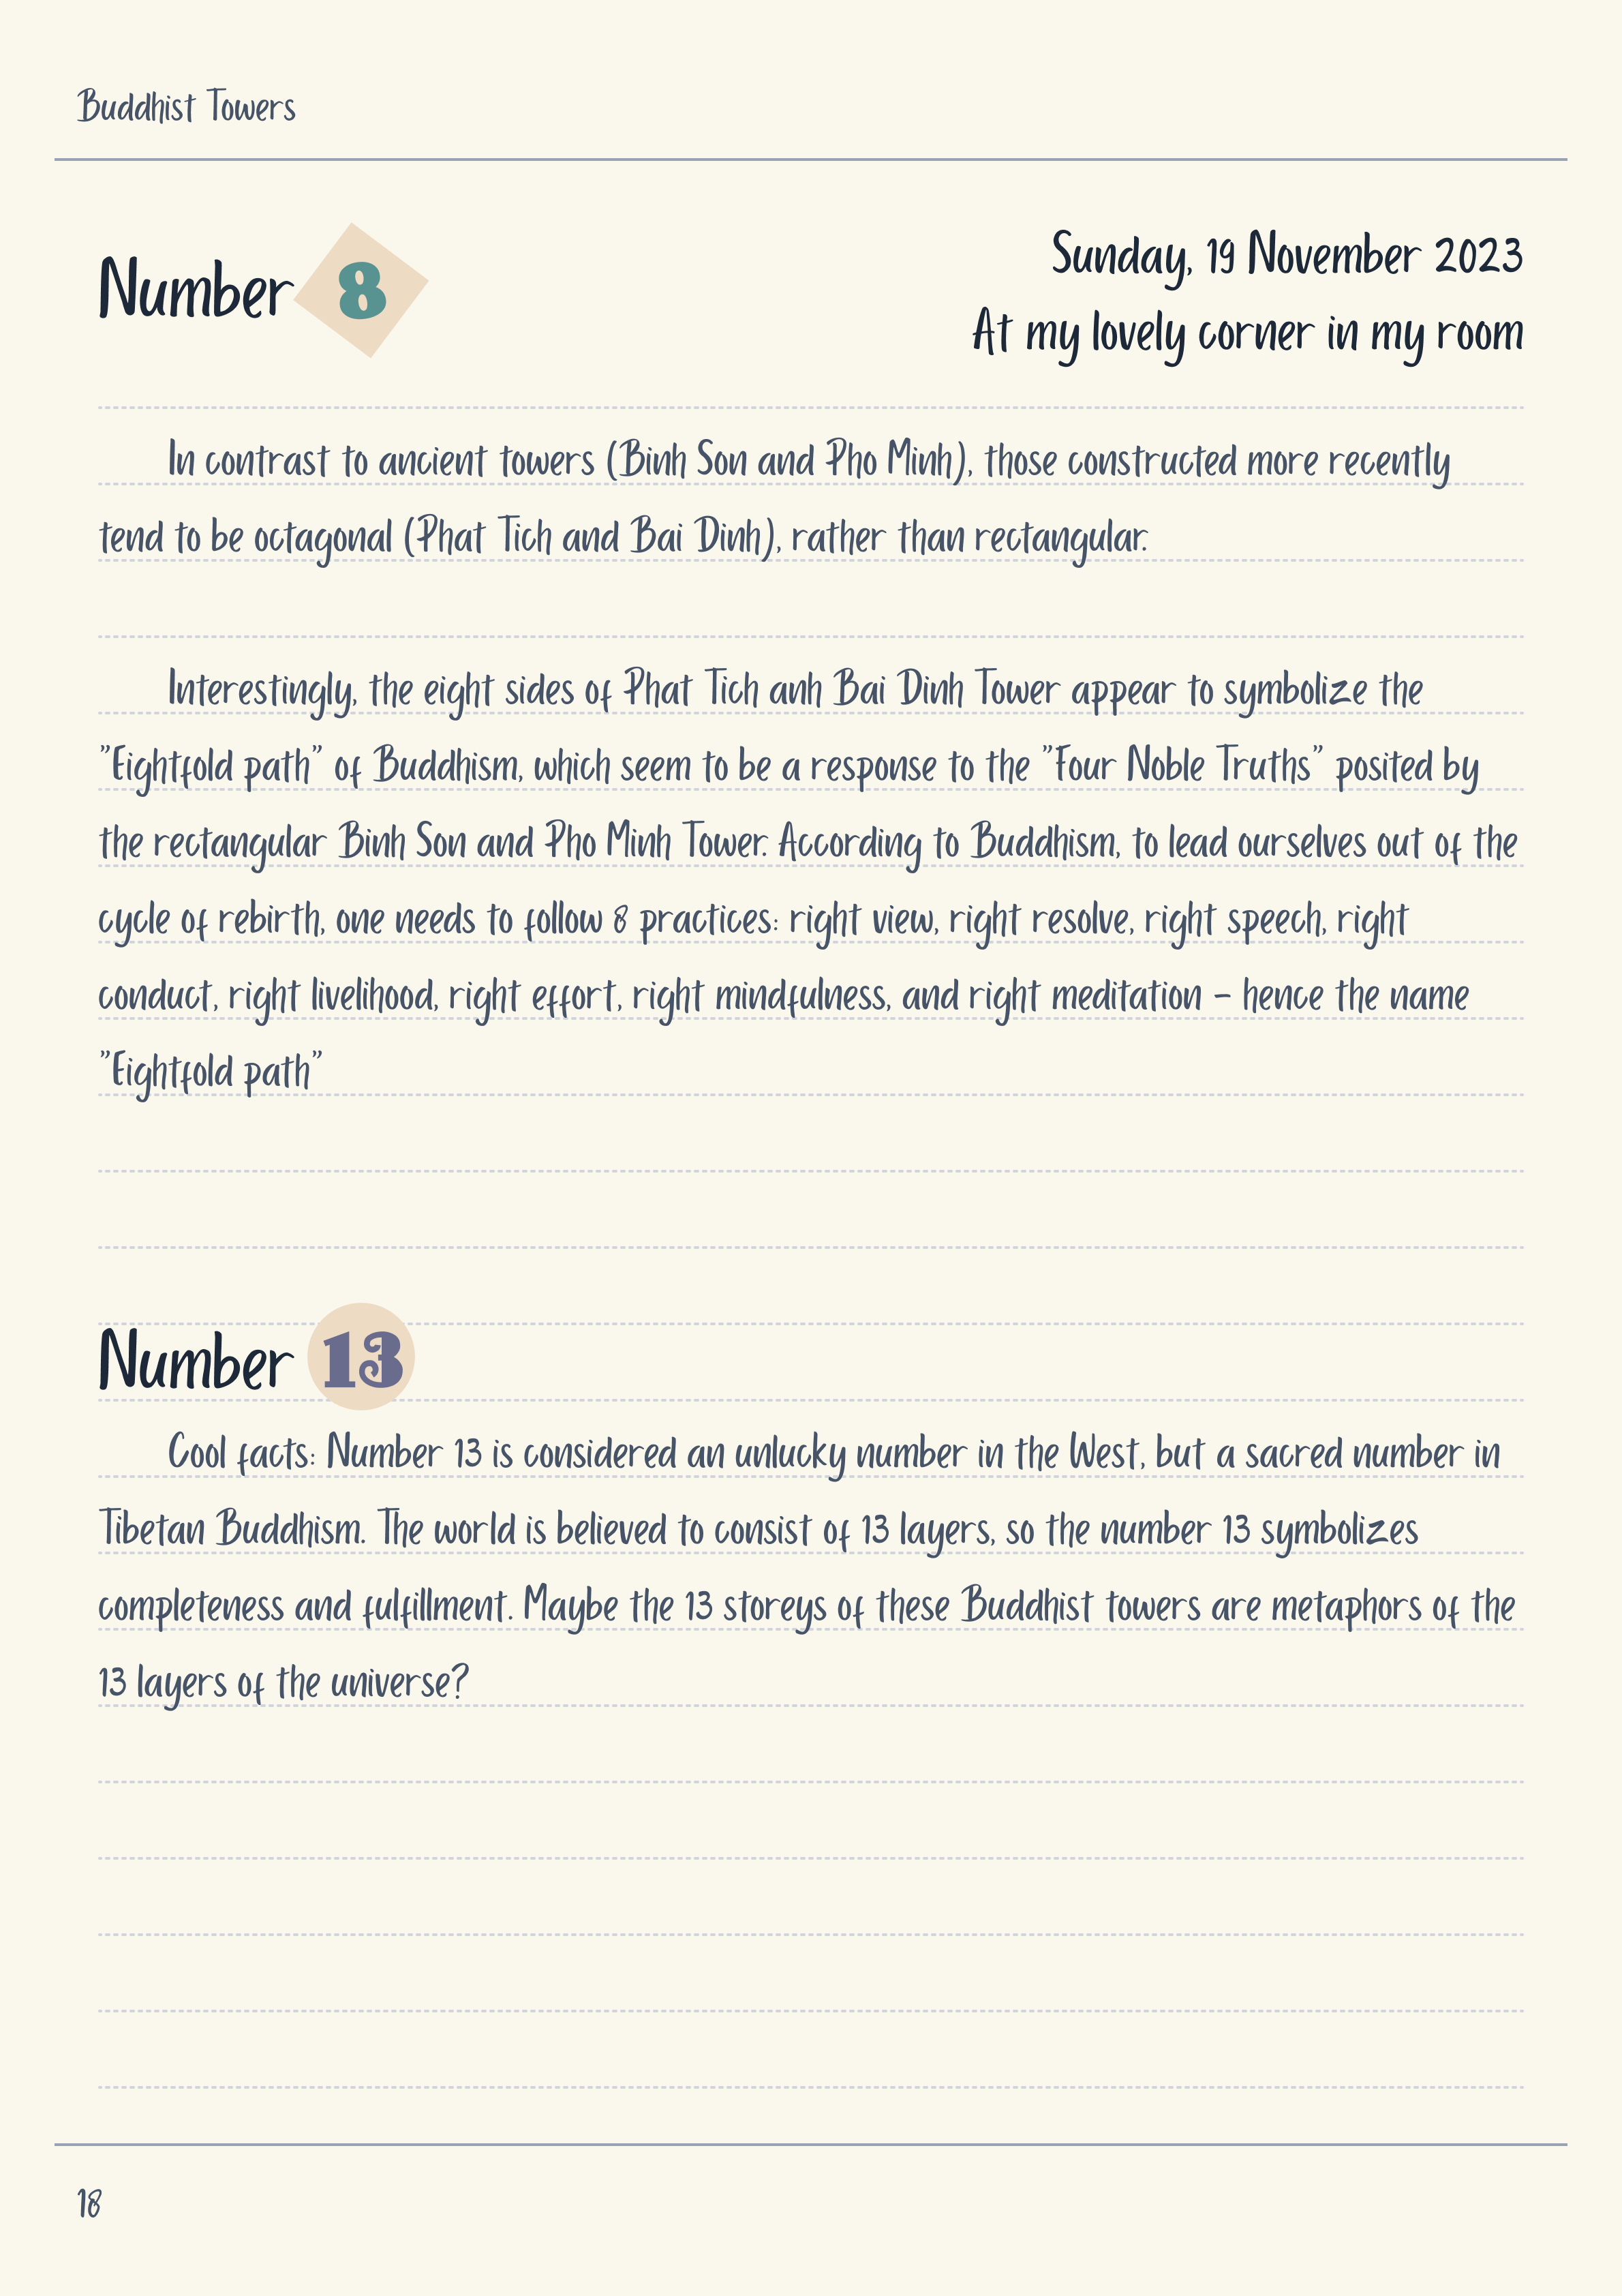 Buddhist Towers
Number 8
Sunday, 19 November 2023
At my lovely corner in my room
In contrast to ancient towers (Binh Son and Pho Minh), those constructed more recently
tend to be octagonal (Phat Tich and Bai Dinh), rather than rectangular.
Interestingly, the eight sides of Phat Tich anh Bai Dinh Tower appear to symbolize the
"Eightfold path" of Buddhism, which seem to be a response to the "Four Noble Truths" posited by
the rectangular Binh Son and Pho Minh Tower. According to Buddhism, to lead ourselves out of the
cycle of rebirth, one needs to follow 8 practices: right view, right resolve, right speech, right
conduct, right livelihood, right effort, right mindfulness, and right meditation – hence the name
"Eightfold path"
Number 13
Cool facts: Number 13 is considered an unlucky number in the West, but a sacred number in
Tibetan Buddhism. The world is believed to consist of 13 layers, so the number 13 symbolizes
completeness and fulfillment. Maybe the 13 storeys of these Buddhist towers are metaphors of the
13 layers of the universe?
18